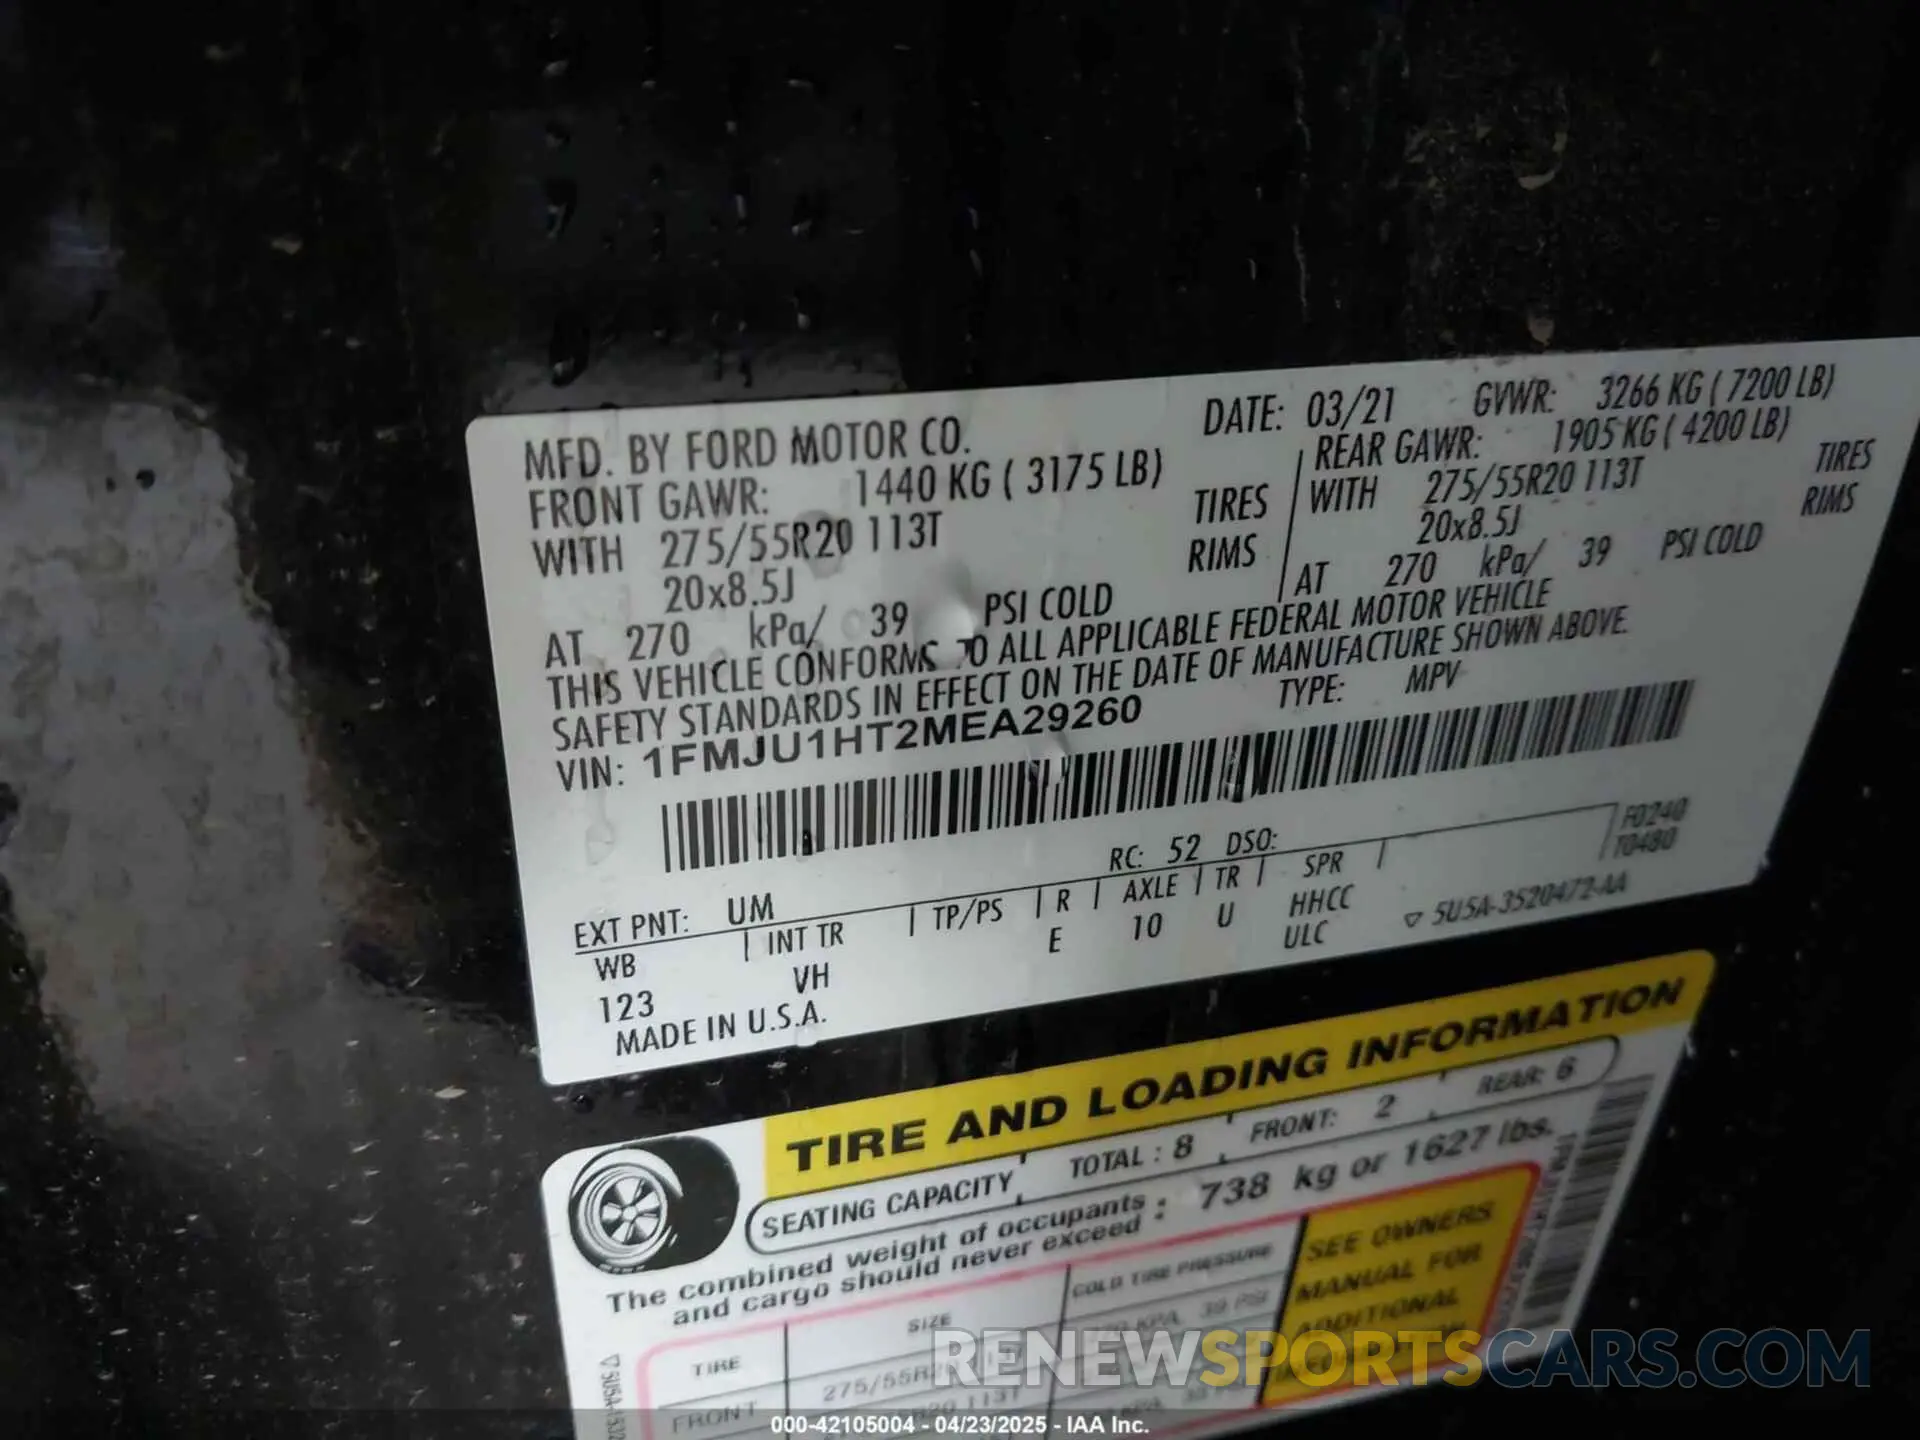 MFD. BY FORD MOTOR CO.
DATE: 03/21
GVWR: 3266 KG ( 7200 LB)
FRONT GAWR: 1440 KG ( 3175 LB)
REAR GAWR: 1905 KG ( 4200 LB)
WITH 275/55R20 113T TIRES
WITH 275/55R20 113T TIRES
20x8.5J RIMS
20x8.5J RIMS
AT 270 kPa/ 39 PSI COLD
AT 270 kPa/ 39 PSI COLD
THIS VEHICLE CONFORMS TO ALL APPLICABLE FEDERAL MOTOR VEHICLE
SAFETY STANDARDS IN EFFECT ON THE DATE OF MANUFACTURE SHOWN ABOVE.
VIN: 1FMJU1HT2MEA29260
TYPE: MPV
F0240
T0480
EXT PNT: UM RC: 52 DSO:
WB | INT TR | TP/PS | R | AXLE | TR | SPR |
123 VH E 10 U HHCC
ULC
MADE IN U.S.A.
▽ 5U5A-3520472-AA
TIRE AND LOADING INFORMATION
SEATING CAPACITY TOTAL : 8 FRONT: 2 REAR: 6
The combined weight of occupants : 738 kg or 1627 lbs.
and cargo should never exceed
TIRE SIZE COLD TIRE PRESSURE
SEE OWNERS
MANUAL FOR
ADDITIONAL
FRONT 275/55R20 113T 39 PSI
RENEWSPORTSCARS.COM
000-42105004 - 04/23/2025 - IAA Inc.